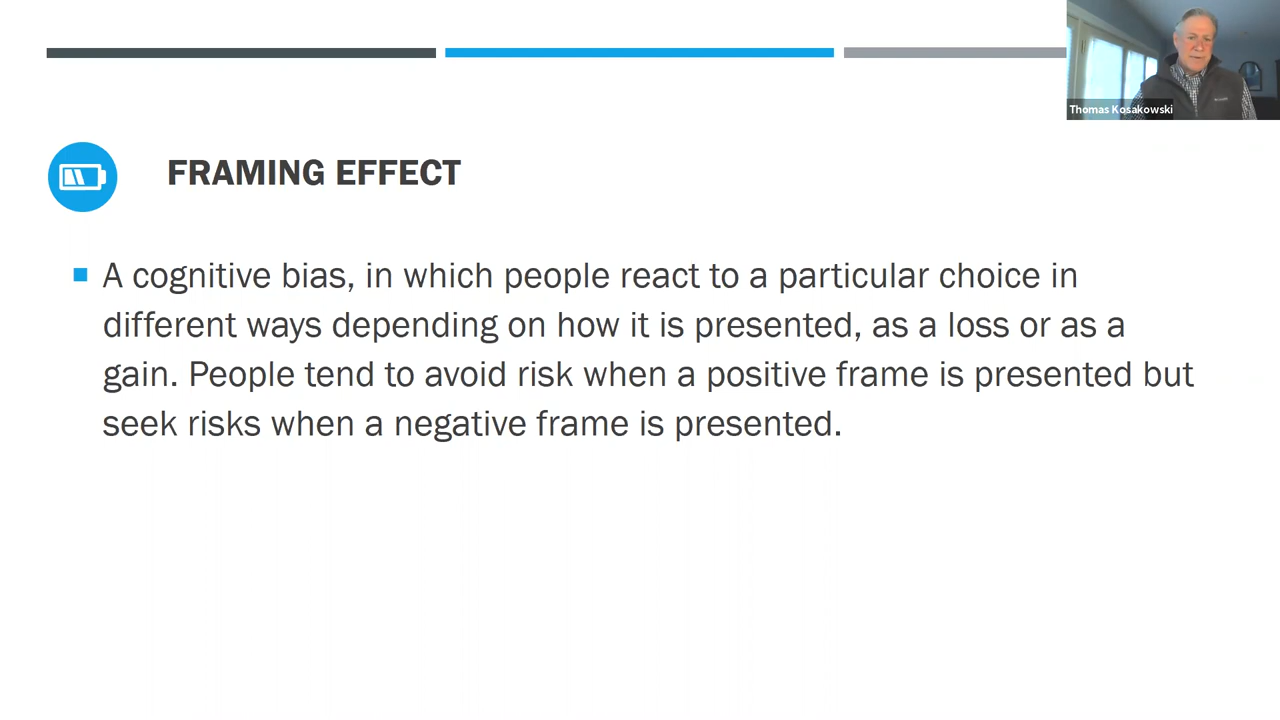 Thomas Kosakowski
FRAMING EFFECT
A cognitive bias, in which people react to a particular choice in
different ways depending on how it is presented, as a loss or as a
gain. People tend to avoid risk when a positive frame is presented but
seek risks when a negative frame is presented.